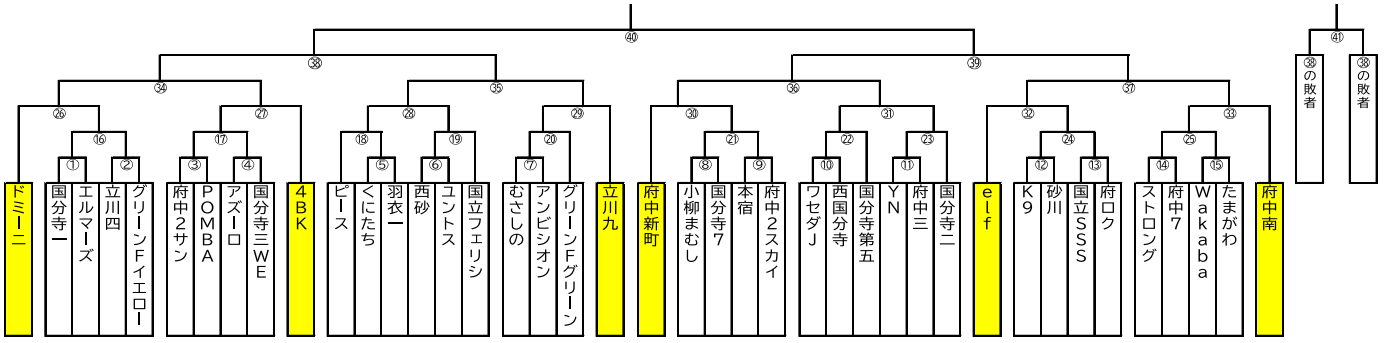 ㊵
㊶
㊳
㊴
㉞
㉟
㊱
㊲
㉖
㉗
㉘
㉙
㉚
㉛
㉜
㉝
⑯
⑰
⑱
⑲
⑳
㉑
㉒
㉓
㉔
㉕
①
②
③
④
⑤
⑥
⑦
⑧
⑨
⑩
⑪
⑫
⑬
⑭
⑮
ドミーニ
国分寺一
エルマーズ
立川四
グリーンFイエロー
府中2サン
POMBA
アズーロ
国分寺三WE
4BK
ピース
くにたち
羽衣一
西砂
ユントス
国立フェリシ
むさしの
アンビシオン
グリーンFグリーン
立川九
府中新町
小柳まむし
国分寺7
本宿
府中2スカイ
ワセダJ
西国分寺
国分寺第五
YN
府中三
国分寺二
elf
K9
砂川
国立SSS
府ロク
ストロング
府中7
Wakaba
たまがわ
府中南
㊳の敗者
㊳の敗者